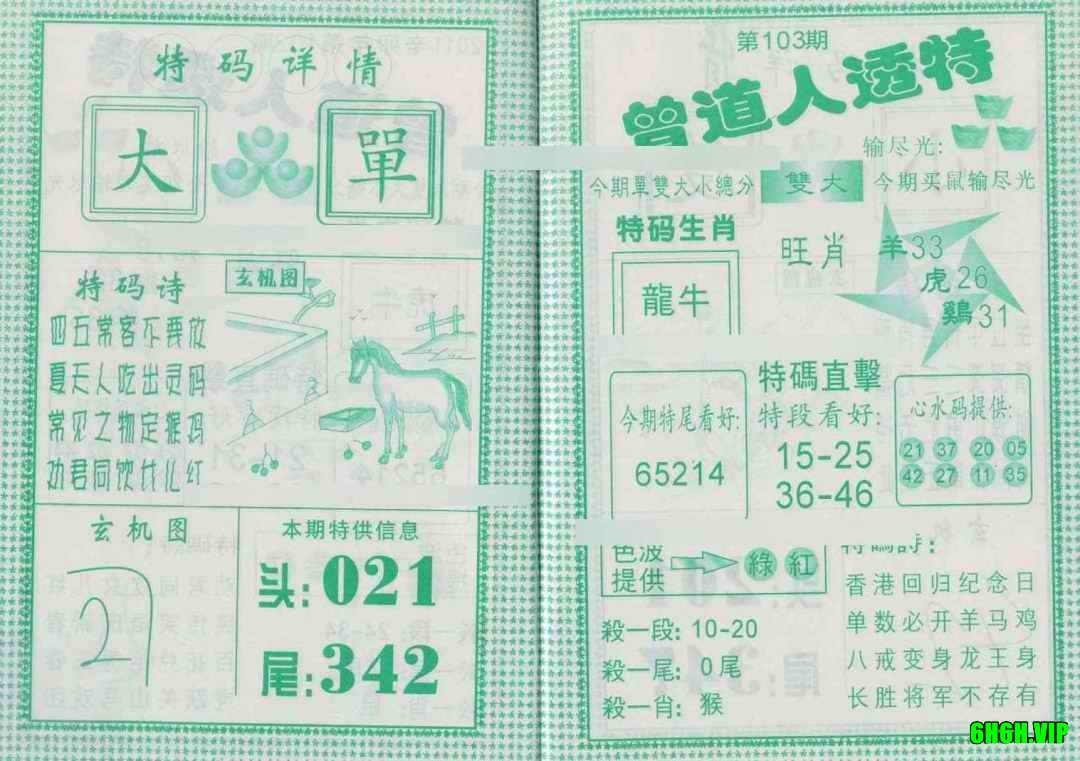 特码详情
大
單
特码诗
四五常客不要放
夏天人吃出灵码
常见之物定猴鸡
劝君同饮仗儿红
玄机图
玄机图
本期特供信息
头:021
尾:342
第103期
曾道人透特
输尽光:
今期單雙大小總分
雙大
今期买鼠输尽光
特码生肖
龍牛
旺肖
羊33
虎26
鷄31
今期特尾看好:
65214
特碼直擊
特段看好:
15-25
36-46
心水码提供:
21 37 20 05
42 27 11 35
色波
提供
綠 紅
殺一段: 10-20
殺一尾: 0尾
殺一肖: 猴
特碼詩:
香港回归纪念日
单数必开羊马鸡
八戒变身龙王身
长胜将军不存有
6H6H.VIP